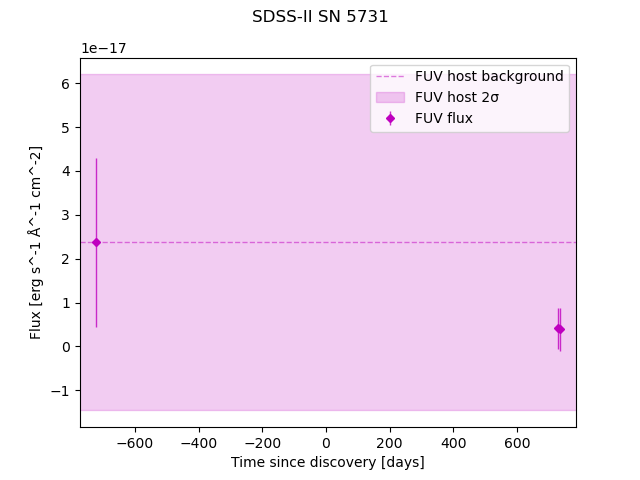 SDSS-II SN 5731
1e−17
FUV host background
FUV host 2σ
FUV flux
6
5
4
3
2
1
0
−1
Flux [erg s^-1 Å^-1 cm^-2]
−600 −400 −200 0 200 400 600
Time since discovery [days]